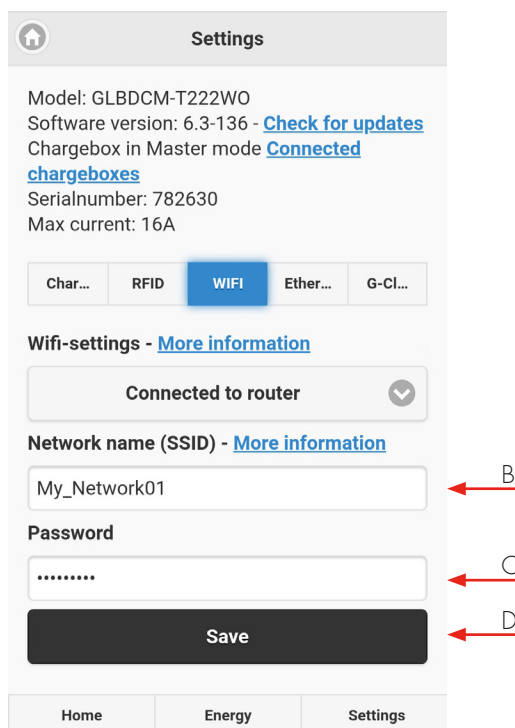 Settings
Model: GLBDCM-T222WO
Software version: 6.3-136 - Check for updates
Chargebox in Master mode Connected
chargeboxes
Serialnumber: 782630
Max current: 16A
Char... RFID WIFI Ether... G-Cl...
Wifi-settings - More information
Connected to router
Network name (SSID) - More information
My_Network01
B
Password
•••••••••
C
Save
D
Home Energy Settings